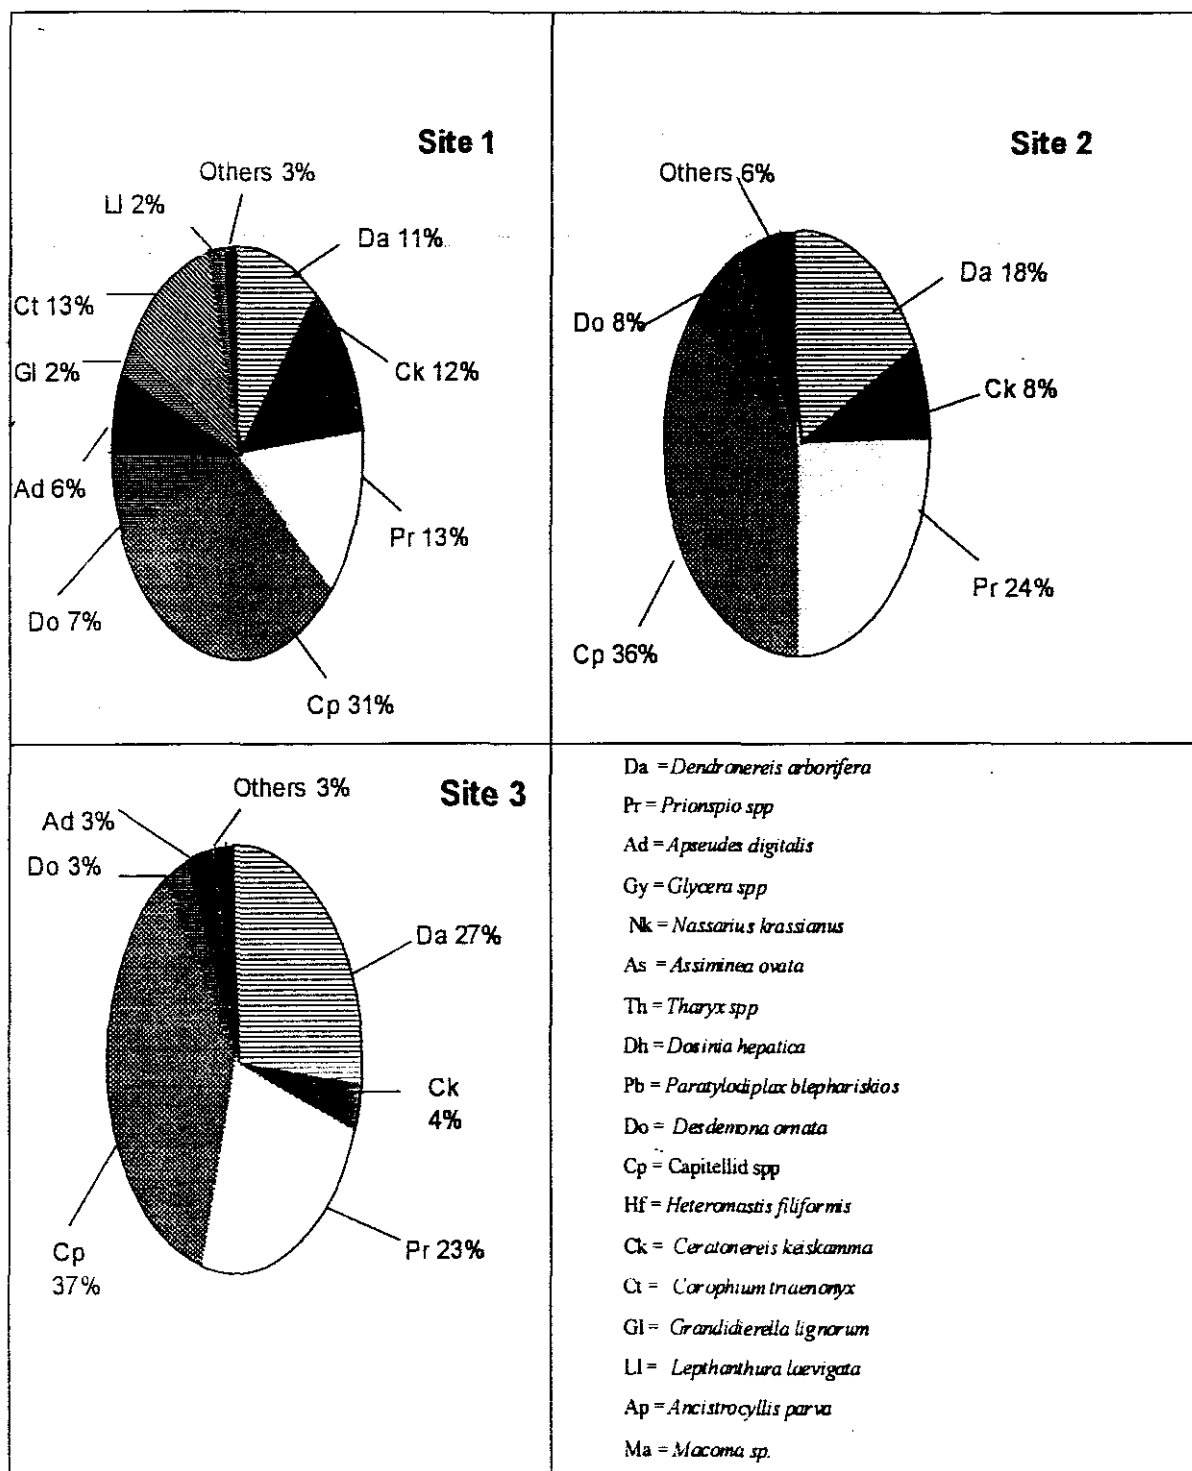 Site 1
Others 3%
Ll 2%
Da 11%
Ct 13%
Ck 12%
Gl 2%
Ad 6%
Pr 13%
Do 7%
Cp 31%
Site 2
Others 6%
Da 18%
Do 8%
Ck 8%
Pr 24%
Cp 36%
Site 3
Others 3%
Ad 3%
Do 3%
Da 27%
Ck
4%
Pr 23%
Cp
37%
Da = Dendronereis arborifera
Pr = Prionspio spp
Ad = Apseudes digitalis
Gy = Glycera spp
Nk = Nassarius krassianus
As = Assiminea ovata
Th = Tharyx spp
Dh = Dosinia hepatica
Pb = Paratylodiplax blephariskios
Do = Desdemona ornata
Cp = Capitellid spp
Hf = Heteromastis filiformis
Ck = Ceratonereis keiskamma
Ct = Corophium triaenonyx
Gl = Grandidierella lignorum
Ll = Lepthanthura laevigata
Ap = Ancistrocyllis parva
Ma = Macoma sp.